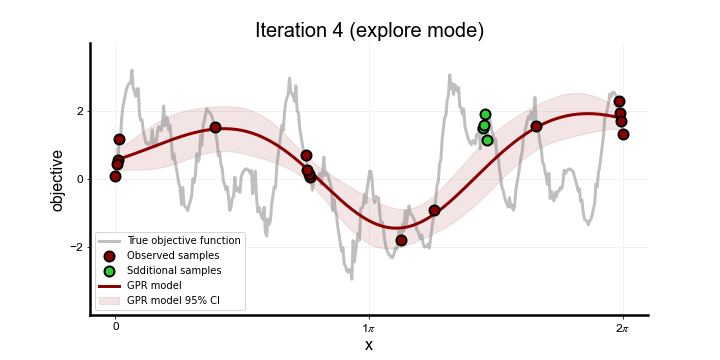 Iteration 4 (explore mode)
objective
2
0
−2
True objective function
Observed samples
Sdditional samples
GPR model
GPR model 95% CI
0
1π
2π
x